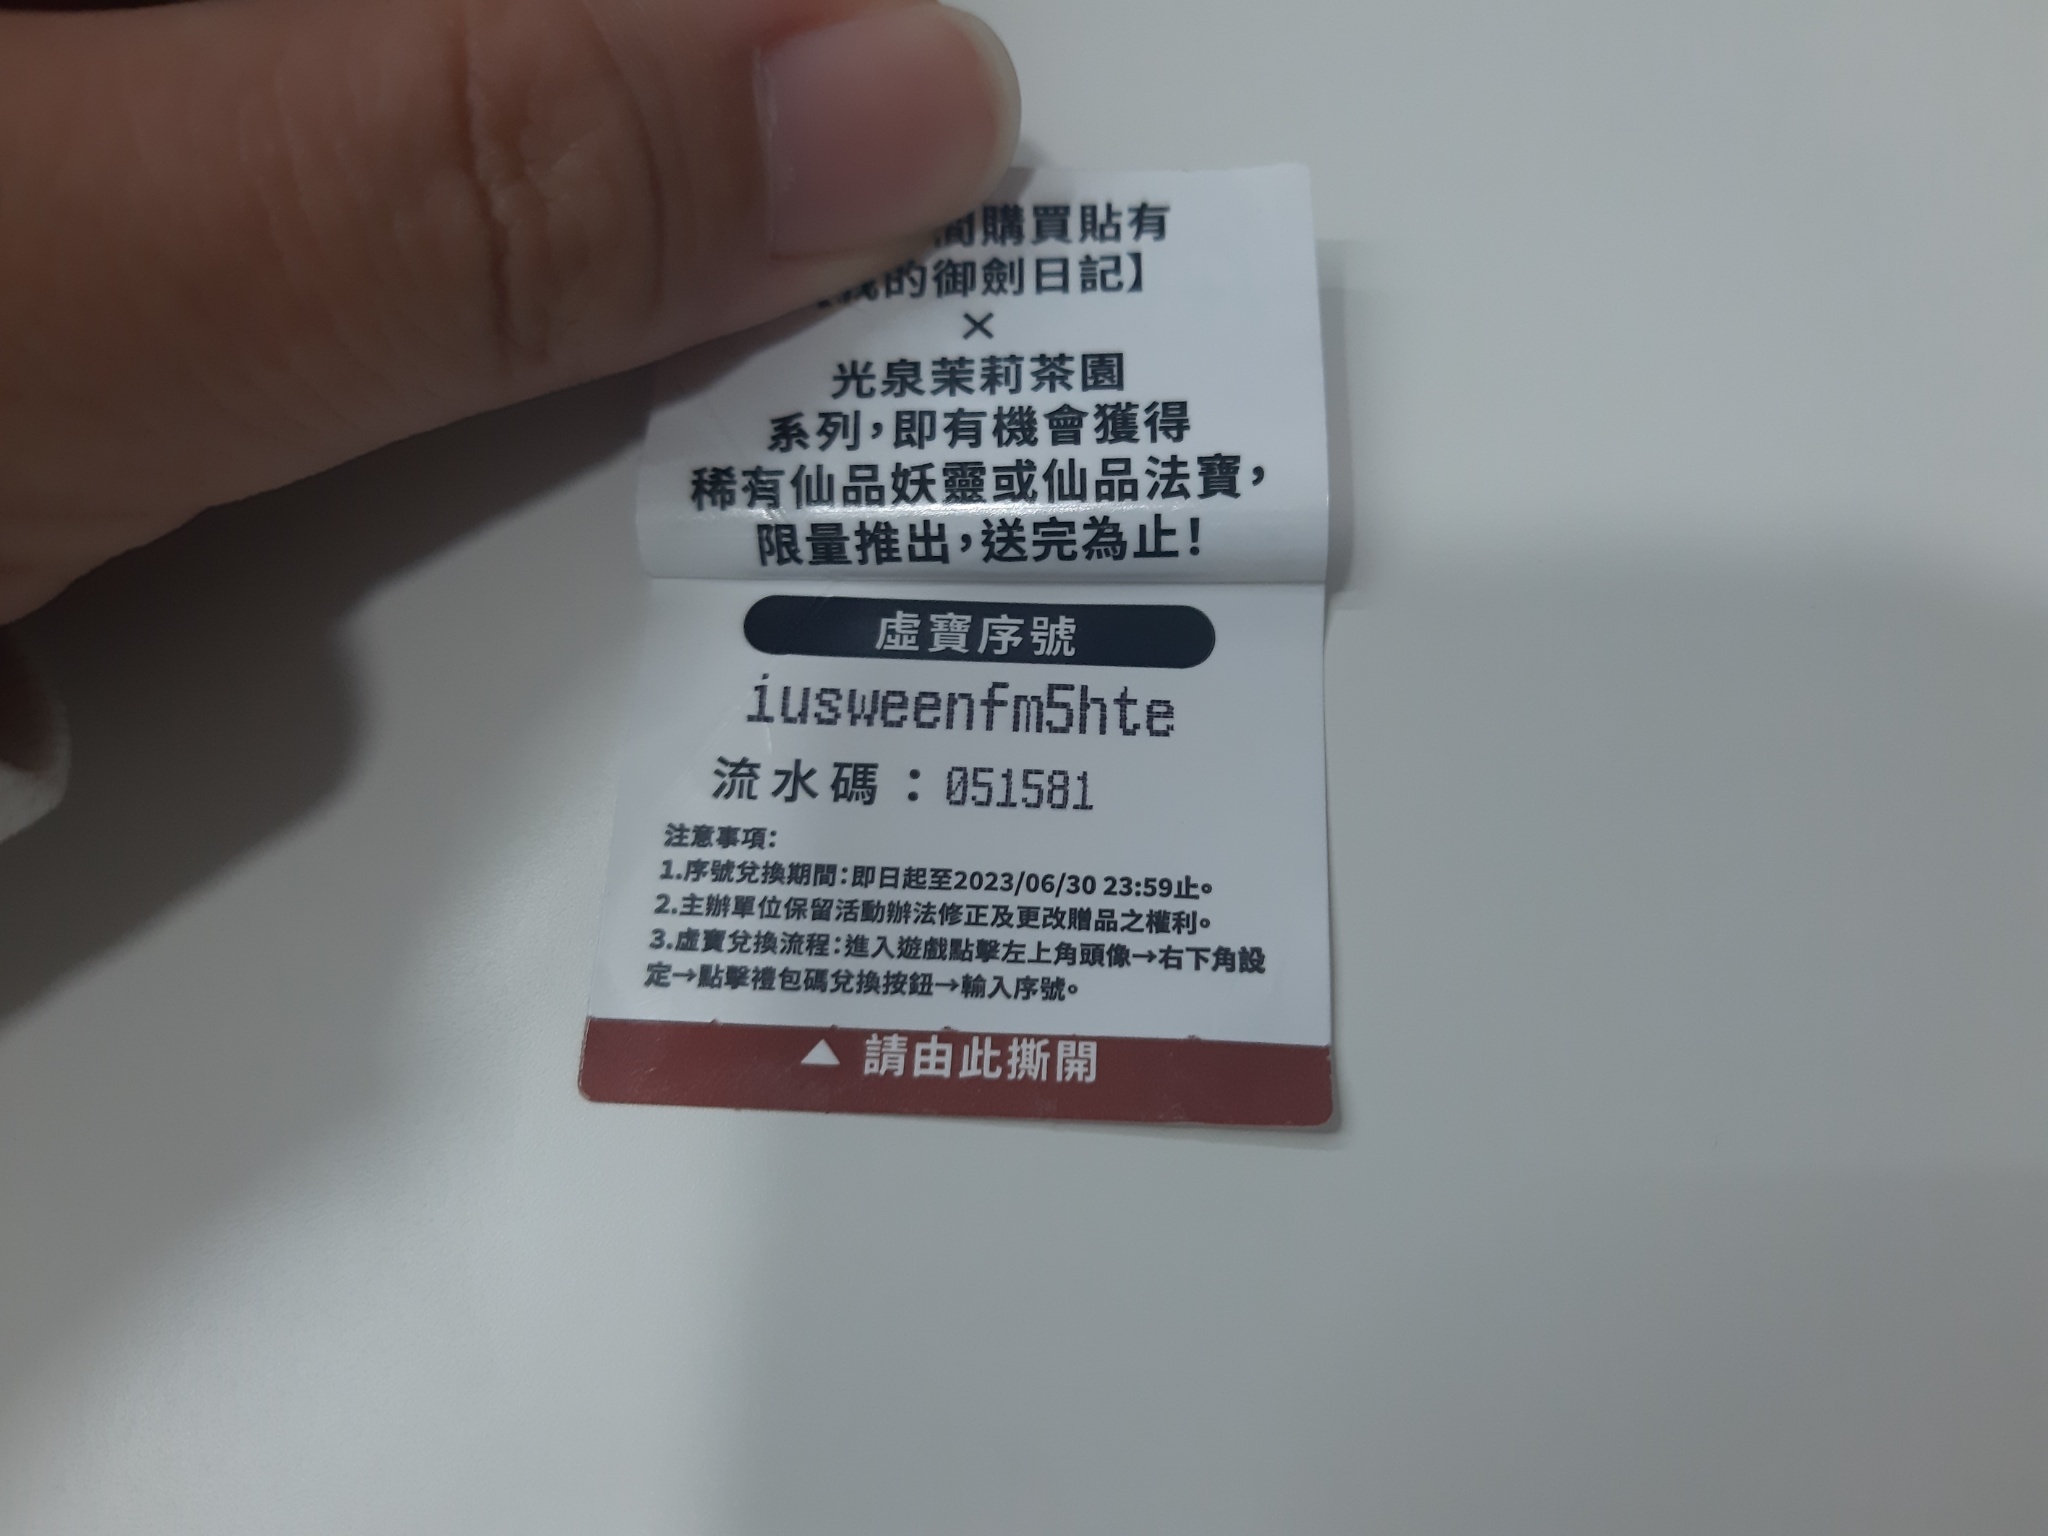 間購買貼有
我的御劍日記】
×
光泉茉莉茶園
系列，即有機會獲得
稀有仙品妖靈或仙品法寶，
限量推出，送完為止！
虛寶序號
iusweenfm5hte
流水碼：051581
注意事項：
1.序號兌換期間：即日起至2023/06/30 23:59止。
2.主辦單位保留活動辦法修正及更改贈品之權利。
3.虛寶兌換流程：進入遊戲點擊左上角頭像→右下角設
定→點擊禮包碼兌換按鈕→輸入序號。
▲ 請由此撕開